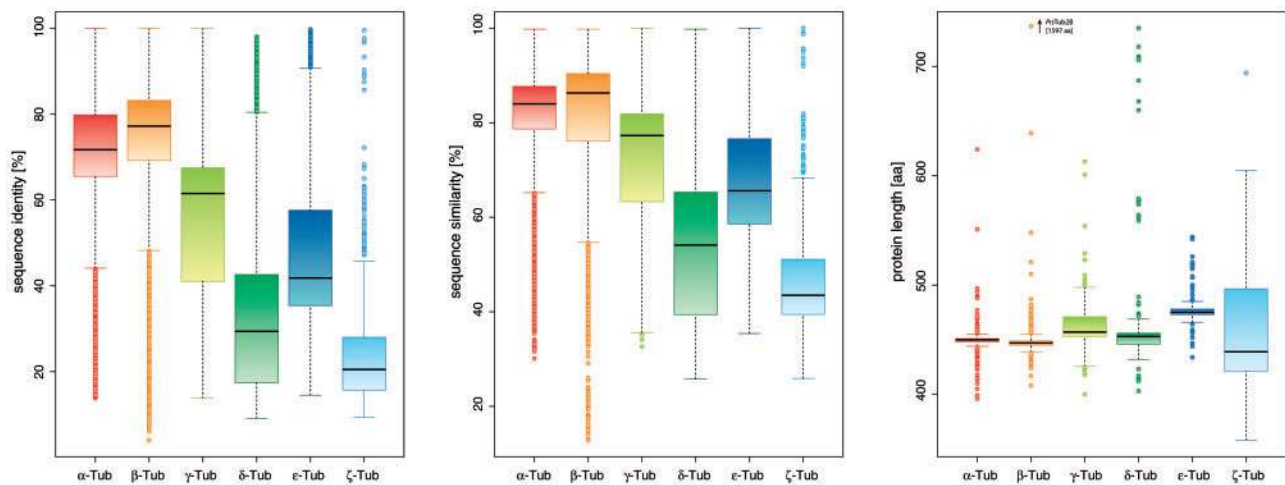 sequence identity [%]
100
80
60
40
20
α-Tub β-Tub γ-Tub δ-Tub ε-Tub ζ-Tub
sequence similarity [%]
100
80
60
40
20
α-Tub β-Tub γ-Tub δ-Tub ε-Tub ζ-Tub
protein length [aa]
[1597 aa]
700
600
500
400
α-Tub β-Tub γ-Tub δ-Tub ε-Tub ζ-Tub